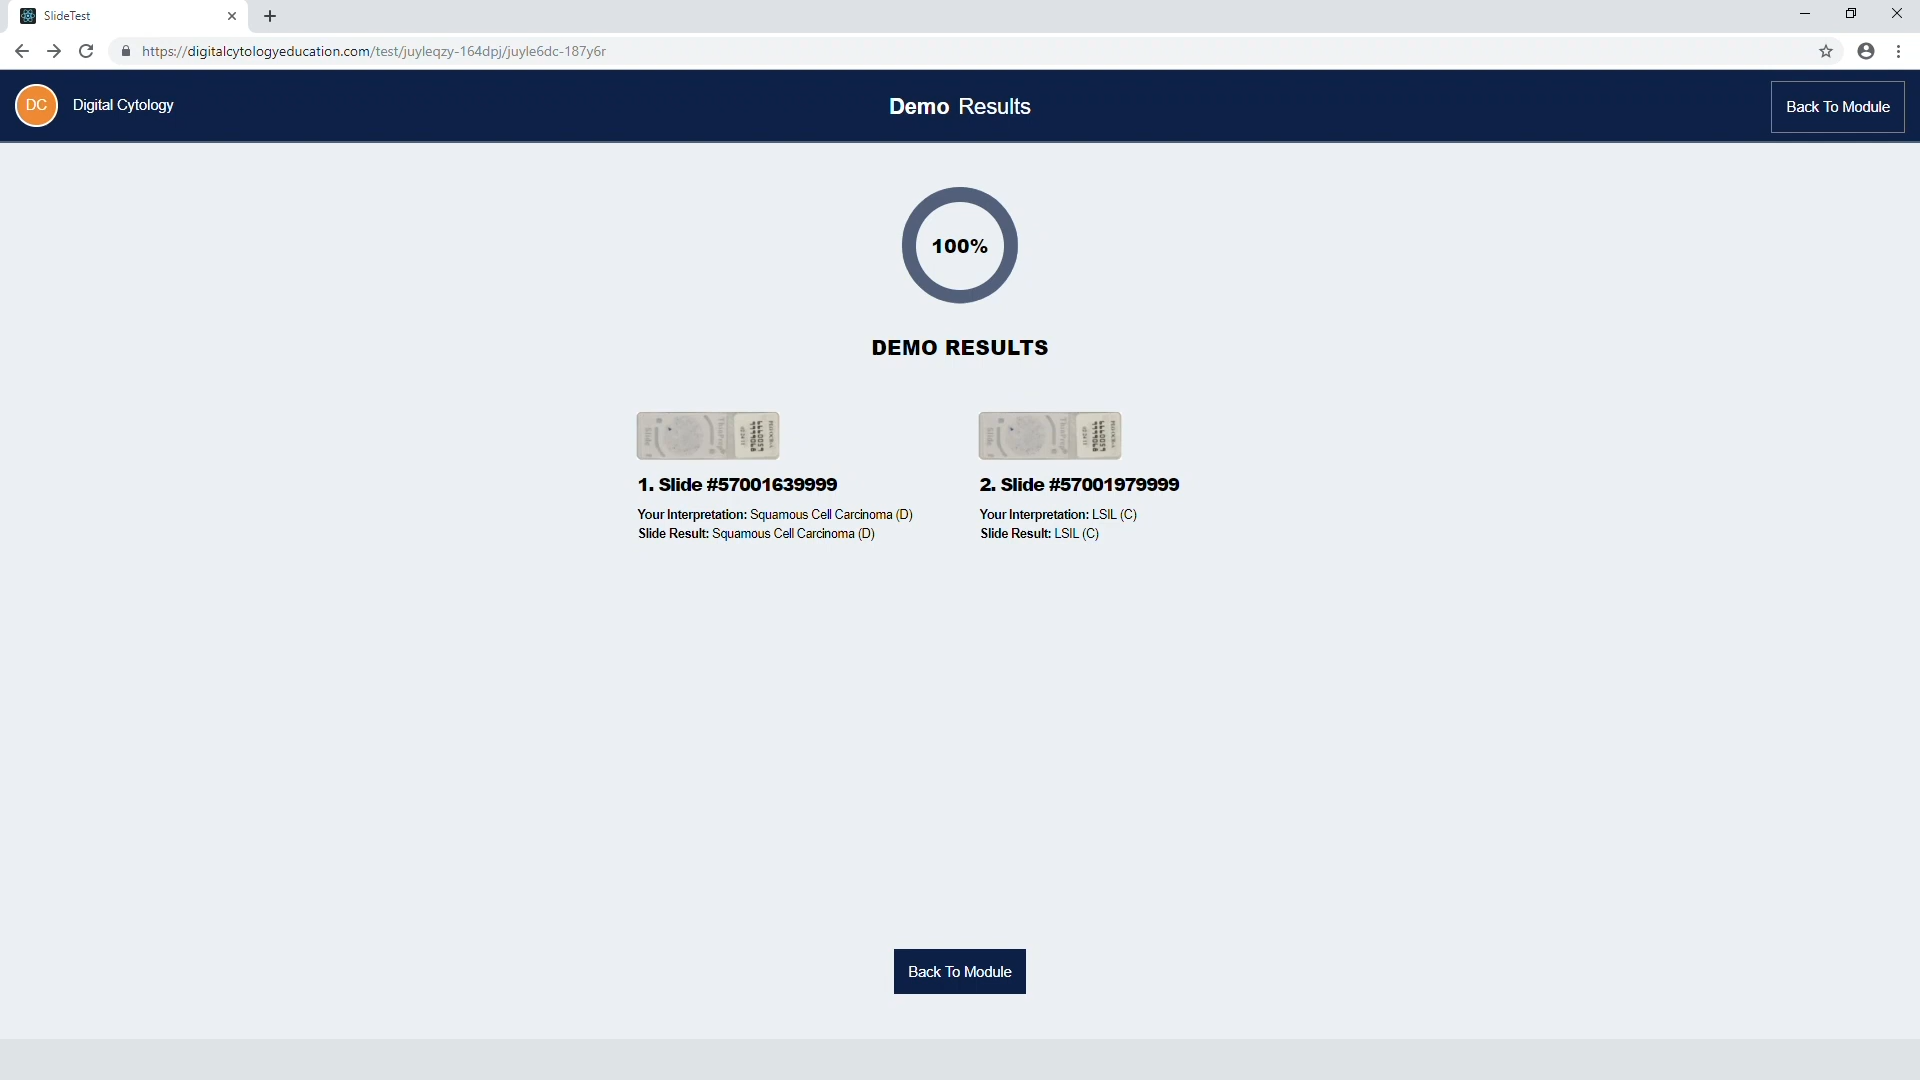 SlideTest
https://digitalcytologyeducation.com/test/juyleqzy-164dpj/juyle6dc-187y6r
DC
Digital Cytology
Demo Results
Back To Module
100%
DEMO RESULTS
1. Slide #57001639999
Your Interpretation: Squamous Cell Carcinoma (D)
Slide Result: Squamous Cell Carcinoma (D)
2. Slide #57001979999
Your Interpretation: LSIL (C)
Slide Result: LSIL (C)
Back To Module